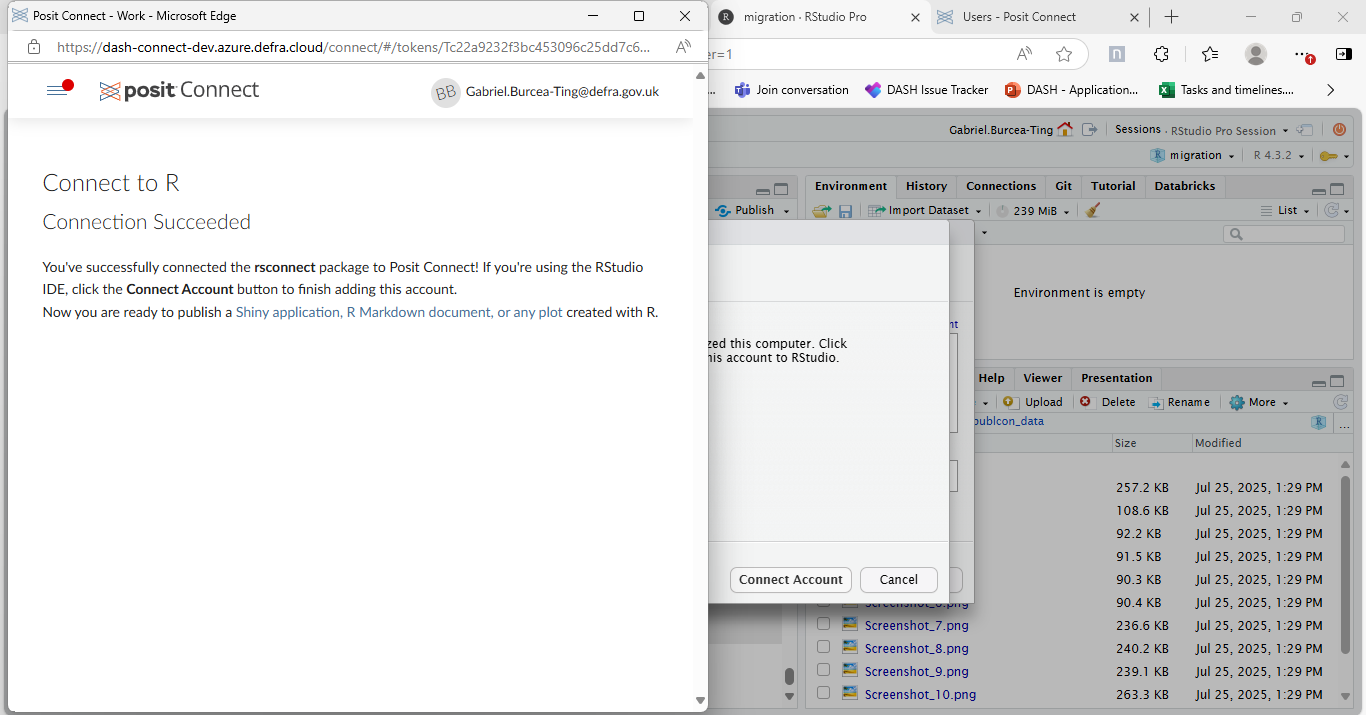 Posit Connect - Work - Microsoft Edge
https://dash-connect-dev.azure.defra.cloud/connect/#/tokens/Tc22a9232f3bc453096c25dd7c6...
posit Connect
BB
Gabriel.Burcea-Ting@defra.gov.uk
Connect to R
Connection Succeeded
You've successfully connected the rsconnect package to Posit Connect! If you're using the RStudio
IDE, click the Connect Account button to finish adding this account.
Now you are ready to publish a Shiny application, R Markdown document, or any plot created with R.
R migration - RStudio Pro
Users - Posit Connect
er=1
... Join conversation DASH Issue Tracker DASH - Application... Tasks and timelines....
Gabriel.Burcea-Ting Sessions - RStudio Pro Session
migration R 4.3.2
Environment History Connections Git Tutorial Databricks
Publish Import Dataset 239 MiB List
Environment is empty
nt
zed this computer. Click
his account to RStudio.
Connect Account Cancel
Help Viewer Presentation
Upload Delete Rename More
publcon_data
...
Size Modified
257.2 KB Jul 25, 2025, 1:29 PM
108.6 KB Jul 25, 2025, 1:29 PM
92.2 KB Jul 25, 2025, 1:29 PM
91.5 KB Jul 25, 2025, 1:29 PM
90.3 KB Jul 25, 2025, 1:29 PM
Screenshot_6.png 90.4 KB Jul 25, 2025, 1:29 PM
Screenshot_7.png 236.6 KB Jul 25, 2025, 1:29 PM
Screenshot_8.png 240.2 KB Jul 25, 2025, 1:29 PM
Screenshot_9.png 239.1 KB Jul 25, 2025, 1:29 PM
Screenshot_10.png 263.3 KB Jul 25, 2025, 1:29 PM